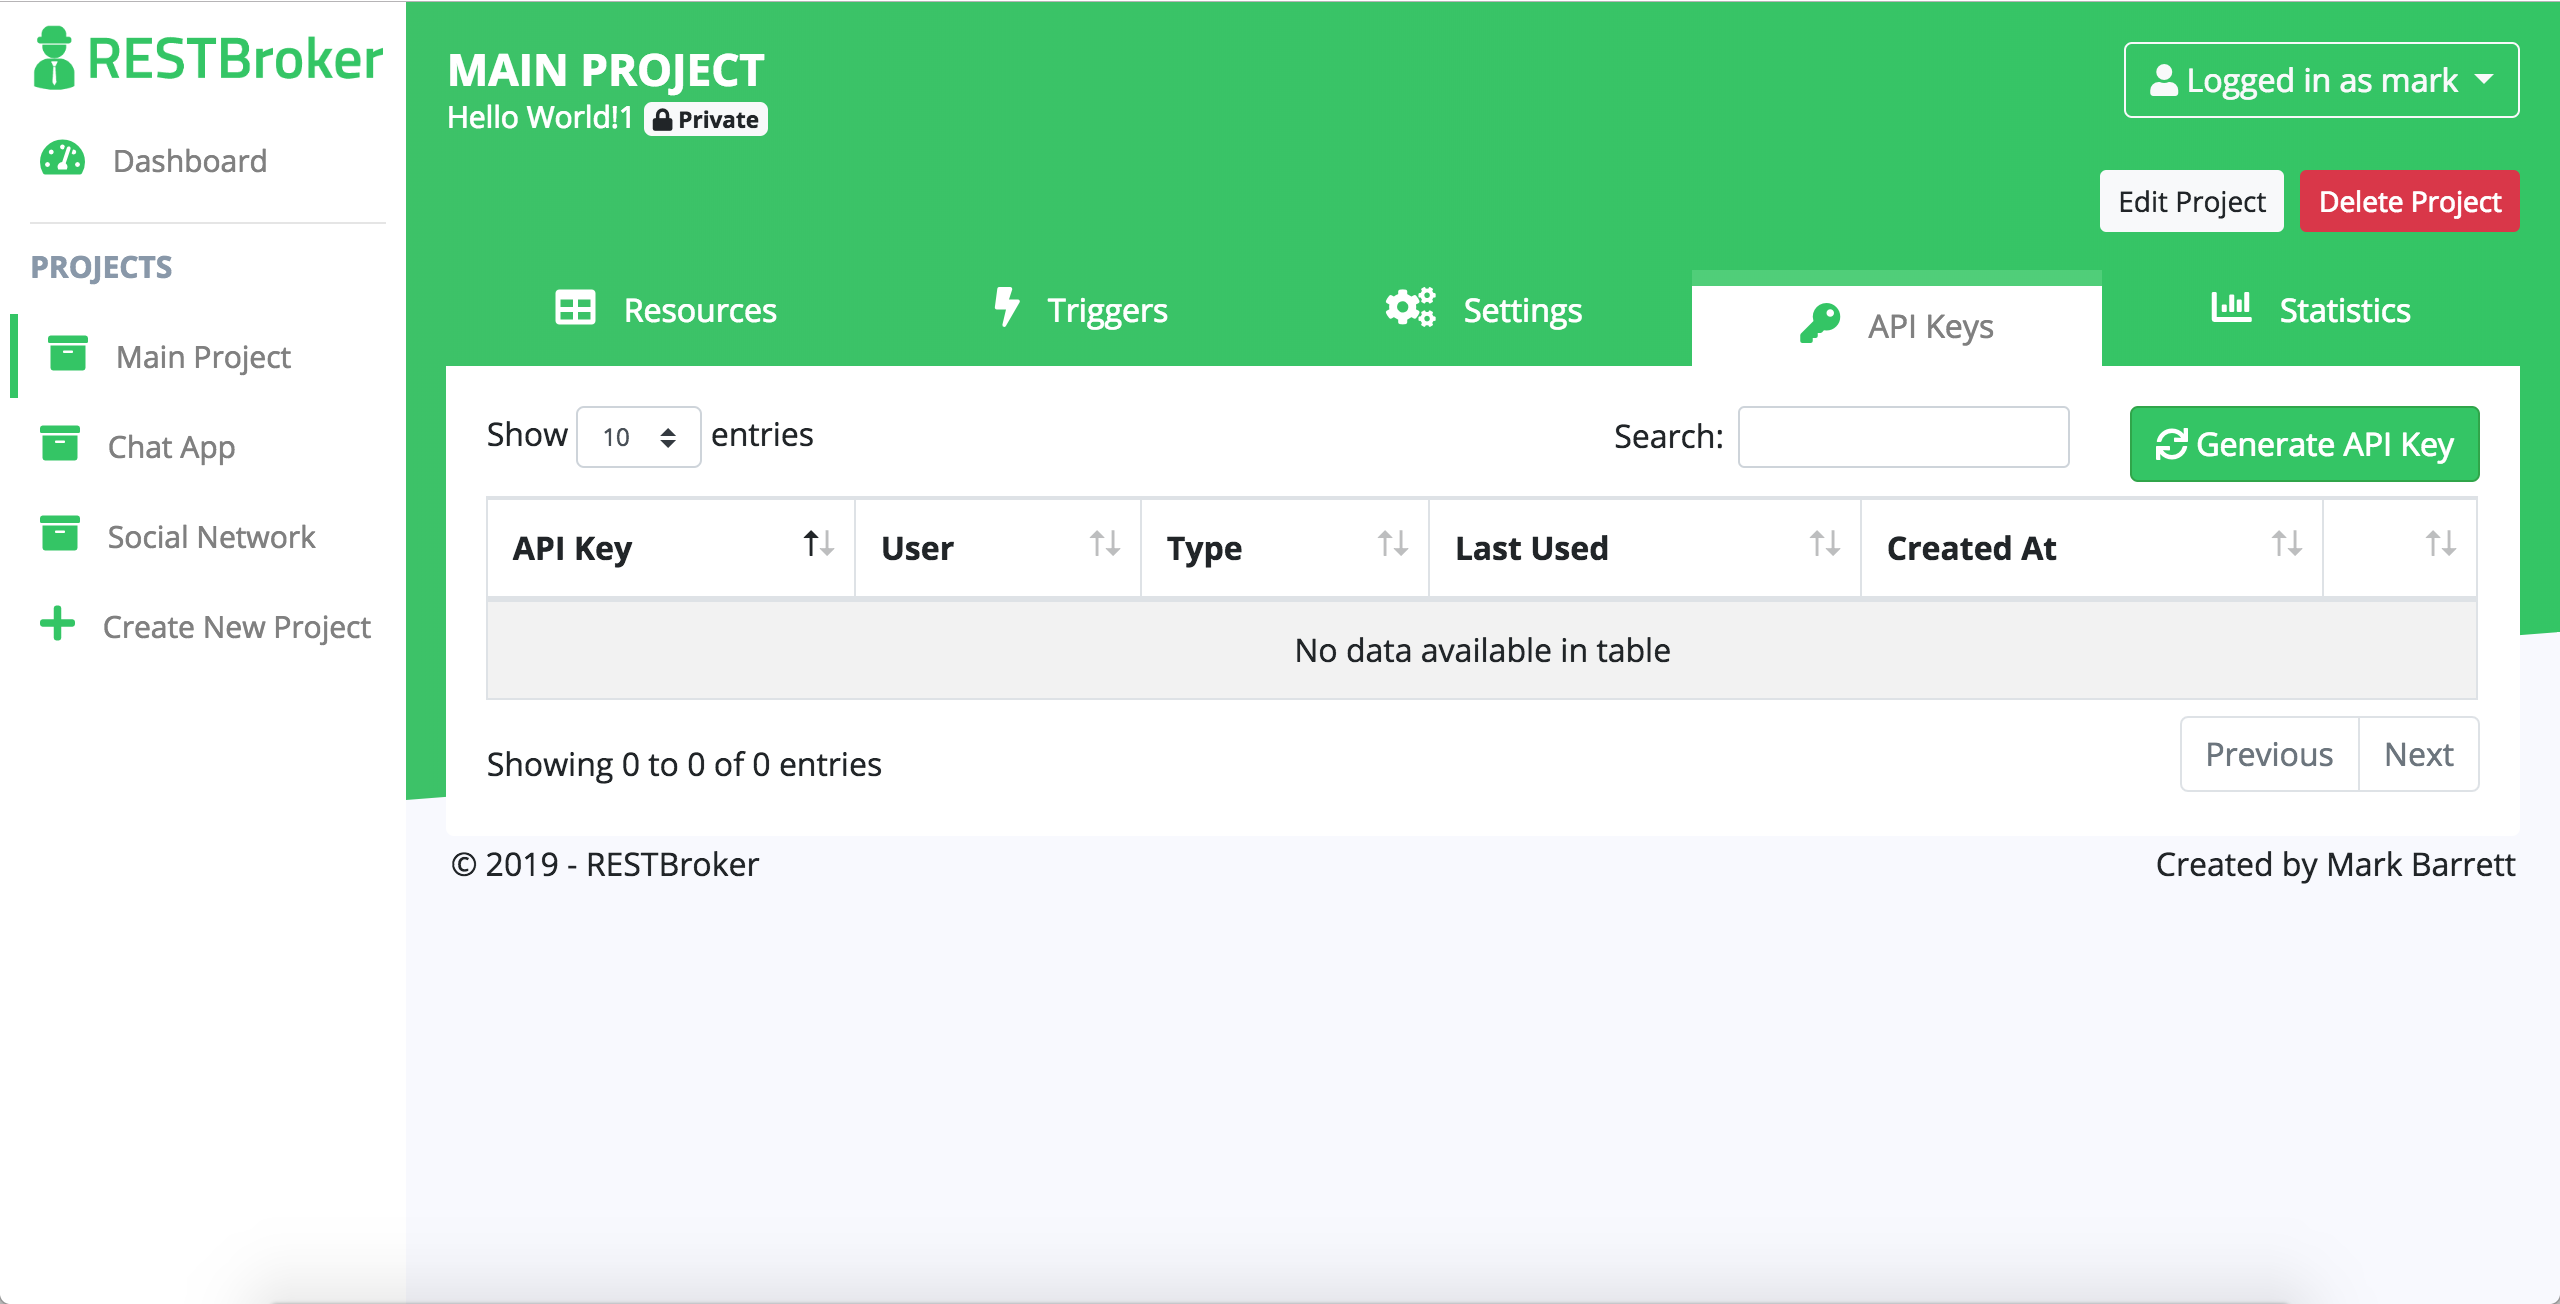 RESTBroker
Dashboard
PROJECTS
Main Project
Chat App
Social Network
Create New Project
MAIN PROJECT
Hello World!1 Private
Logged in as mark
Edit Project Delete Project
Resources Triggers Settings API Keys Statistics
Show 10 entries Search: Generate API Key
API Key User Type Last Used Created At
No data available in table
Showing 0 to 0 of 0 entries Previous Next
© 2019 - RESTBroker Created by Mark Barrett